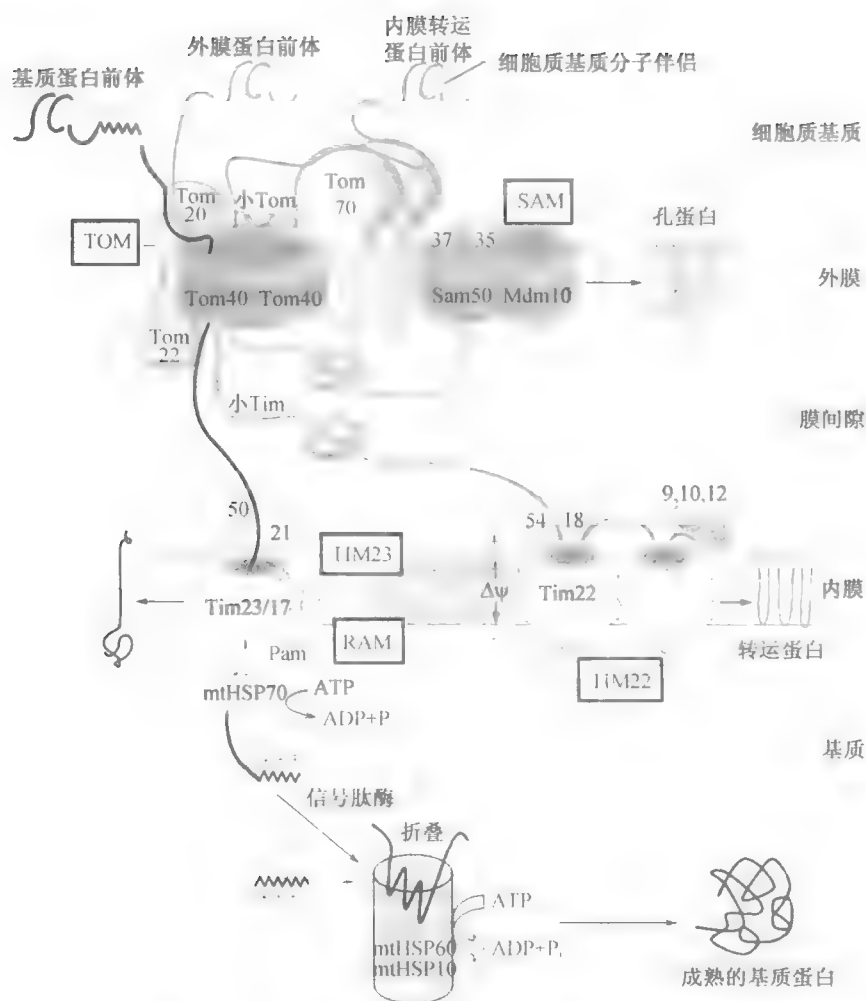 内膜转运
蛋白前体
外膜蛋白前体
细胞质基质分子伴侣
基质蛋白前体
细胞质基质
Tom
20
小Tom
Tom
70
SAM
TOM
37
35
孔蛋白
Tom40
Tom40
Sam50
Mdm10
外膜
Tom
22
小Tim
膜间隙
50
21
54
18
9,10,12
HM23
Δψ
Tim23/17
Tim22
内膜
Pam
RAM
转运蛋白
HM22
mtHSP70
ATP
ADP+P
基质
信号肽酶
折叠
ATP
mtHSP60
ADP+Pi
mtHSP10
成熟的基质蛋白